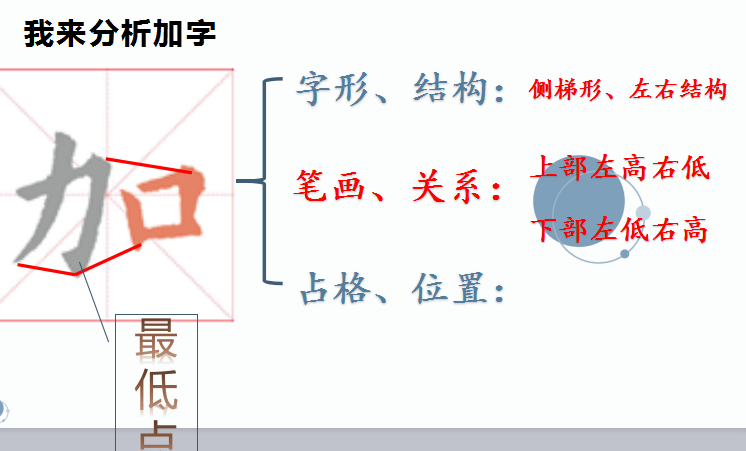 我来分析加字
加
字形、结构：
侧梯形、左右结构
笔画、关系：
上部左高右低
下部左低右高
占格、位置：
最
低